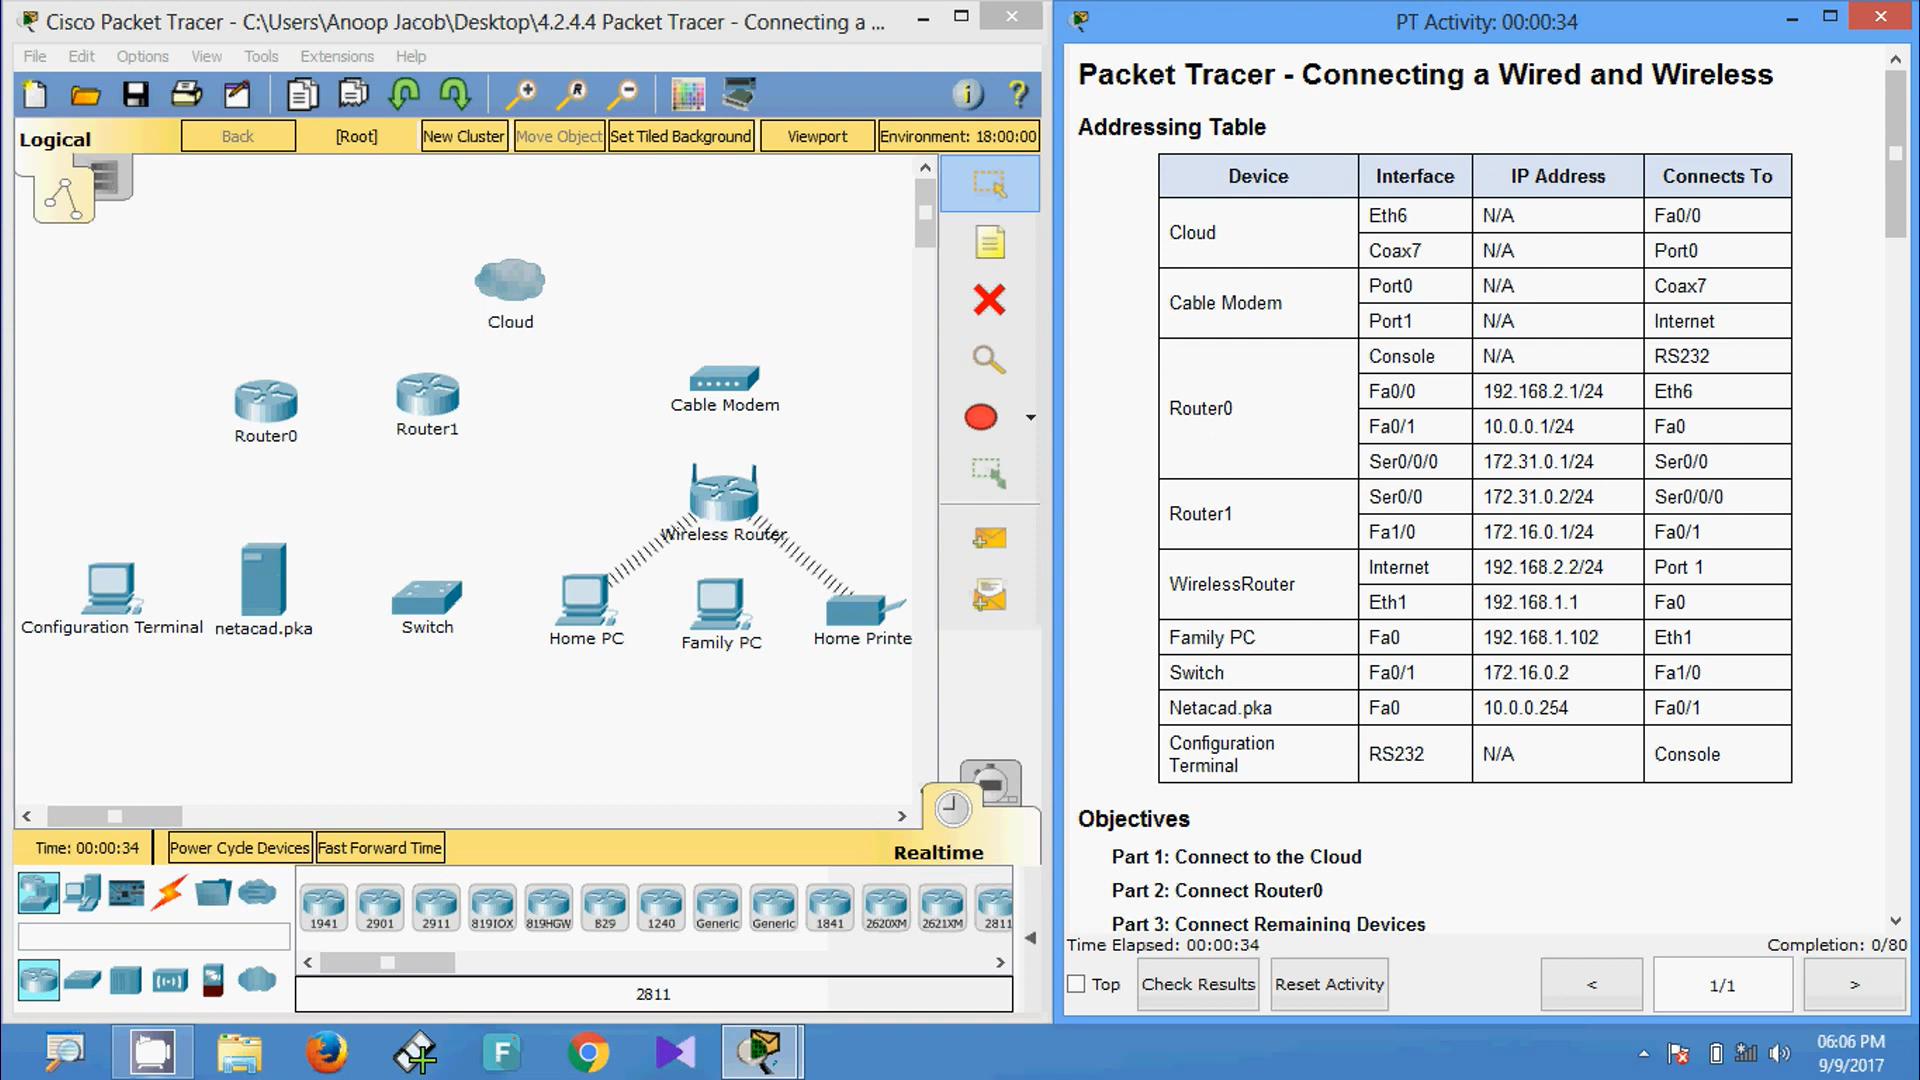 Cisco Packet Tracer - C:\Users\Anoop Jacob\Desktop\4.2.4.4 Packet Tracer - Connecting a ...
File Edit Options View Tools Extensions Help
Logical
Back
[Root]
New Cluster
Move Object
Set Tiled Background
Viewport
Environment: 18:00:00
Cloud
Cable Modem
Router0
Router1
Wireless Router
Configuration Terminal
netacad.pka
Switch
Home PC
Family PC
Home Printe
Time: 00:00:34
Power Cycle Devices
Fast Forward Time
Realtime
1941 2901 2911 819IOX 819HGW 829 1240 Generic Generic 1841 2620XM 2621XM 2811
2811
PT Activity: 00:00:34
Packet Tracer - Connecting a Wired and Wireless
Addressing Table
Device Interface IP Address Connects To
Cloud Eth6 N/A Fa0/0
Coax7 N/A Port0
Cable Modem Port0 N/A Coax7
Port1 N/A Internet
Router0 Console N/A RS232
Fa0/0 192.168.2.1/24 Eth6
Fa0/1 10.0.0.1/24 Fa0
Ser0/0/0 172.31.0.1/24 Ser0/0
Router1 Ser0/0 172.31.0.2/24 Ser0/0/0
Fa1/0 172.16.0.1/24 Fa0/1
WirelessRouter Internet 192.168.2.2/24 Port 1
Eth1 192.168.1.1 Fa0
Family PC Fa0 192.168.1.102 Eth1
Switch Fa0/1 172.16.0.2 Fa1/0
Netacad.pka Fa0 10.0.0.254 Fa0/1
Configuration Terminal RS232 N/A Console
Objectives
Part 1: Connect to the Cloud
Part 2: Connect Router0
Part 3: Connect Remaining Devices
Time Elapsed: 00:00:34
Completion: 0/80
Top
Check Results
Reset Activity
<
1/1
>
06:06 PM
9/9/2017